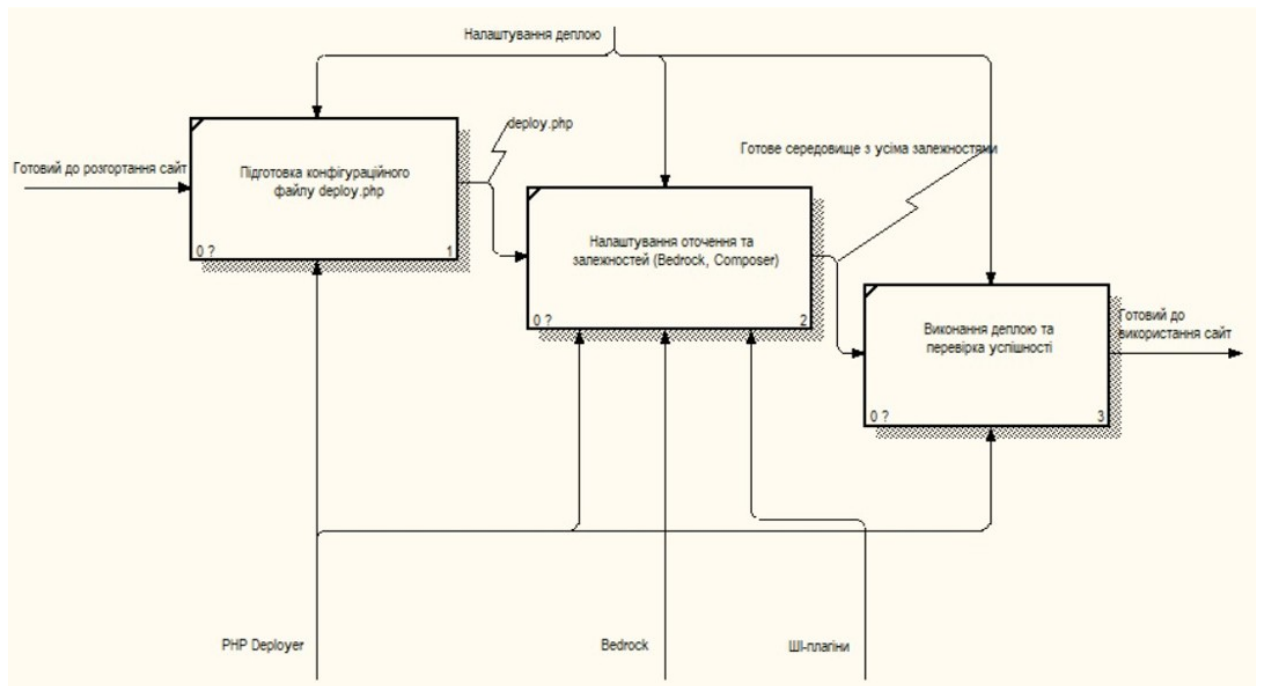 Налаштування деплою
deploy.php
Готовий до розгортання сайт
Підготовка конфігураційного
файлу deploy.php
0 ?
1
Готове середовище з усіма залежностями
Налаштування оточення та
залежностей (Bedrock, Composer)
0 ?
2
Виконання деплою та
перевірка успішності
0 ?
3
Готовий до
використання сайт
PHP Deployer
Bedrock
ШІ-плагіни